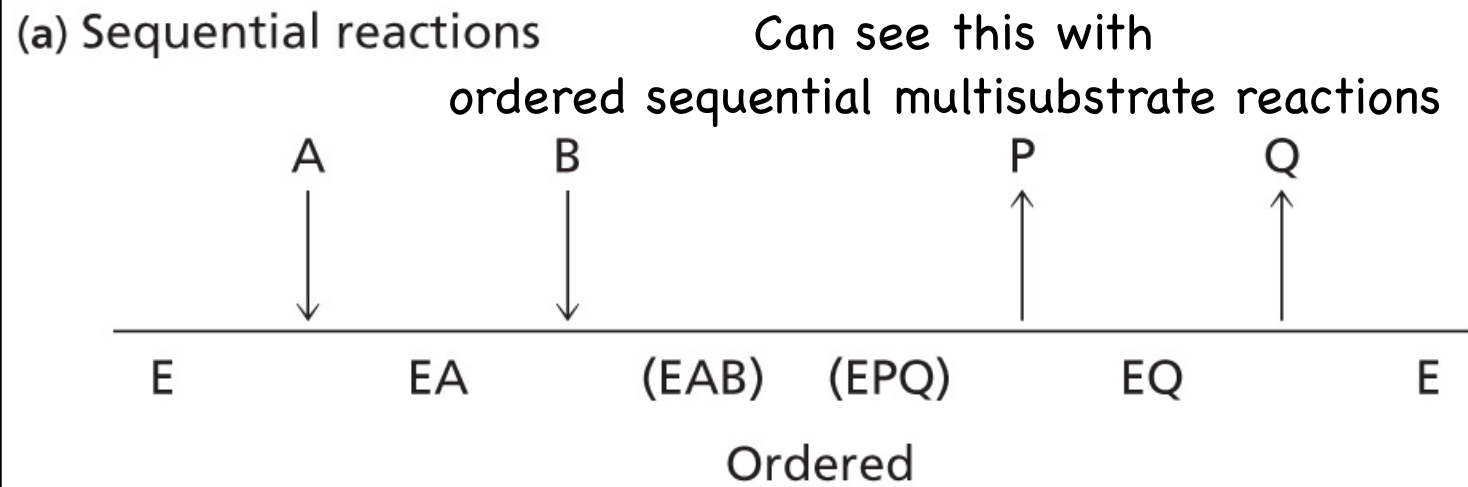 (a) Sequential reactions
Can see this with
ordered sequential multisubstrate reactions
A B P Q
E EA (EAB) (EPQ) EQ E
Ordered